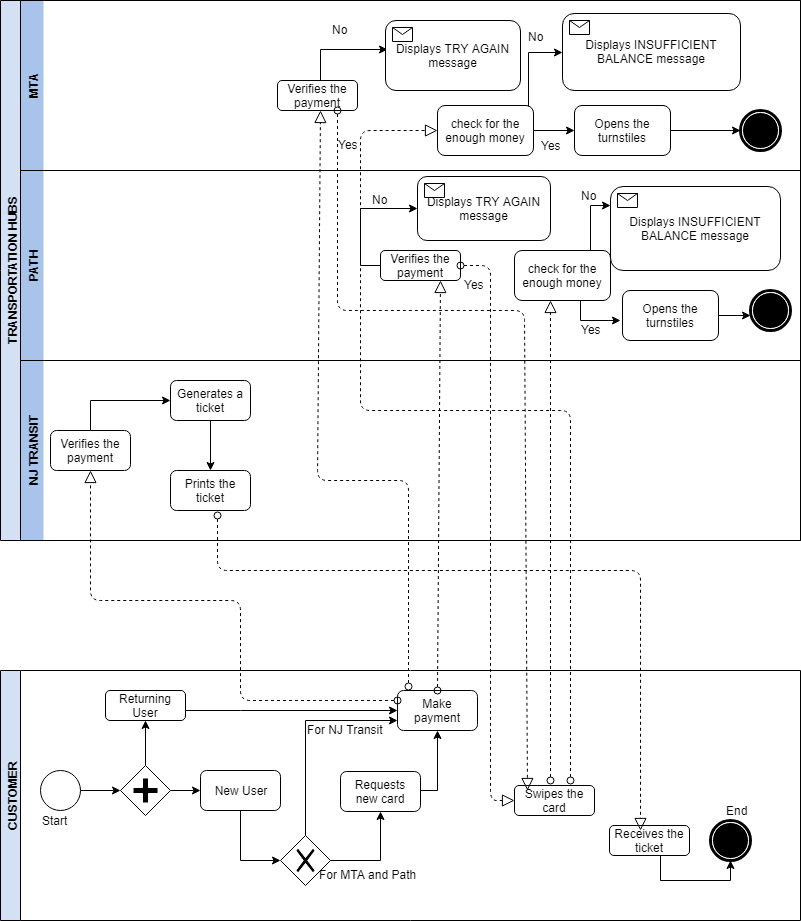 TRANSPORTATION HUBS
MTA
No
Displays TRY AGAIN
message
No
Displays INSUFFICIENT
BALANCE message
Verifies the
payment
Yes
check for the
enough money
Yes
Opens the
turnstiles
PATH
No
Displays TRY AGAIN
message
No
Displays INSUFFICIENT
BALANCE message
Verifies the
payment
Yes
check for the
enough money
Yes
Opens the
turnstiles
NJ TRANSIT
Generates a
ticket
Verifies the
payment
Prints the
ticket
CUSTOMER
Returning
User
Make
payment
For NJ Transit
Start
New User
Requests
new card
Swipes the
card
For MTA and Path
Receives the
ticket
End